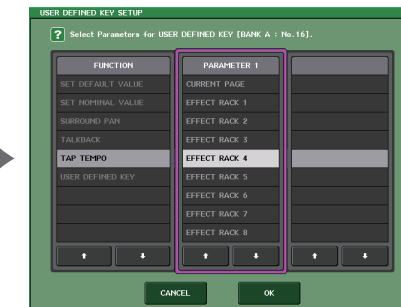 USER DEFINED KEY SETUP
? Select Parameters for USER DEFINED KEY [BANK A : No.16].
FUNCTION
SET DEFAULT VALUE
SET NOMINAL VALUE
SURROUND PAN
TALKBACK
TAP TEMPO
USER DEFINED KEY
PARAMETER 1
CURRENT PAGE
EFFECT RACK 1
EFFECT RACK 2
EFFECT RACK 3
EFFECT RACK 4
EFFECT RACK 5
EFFECT RACK 6
EFFECT RACK 7
EFFECT RACK 8
CANCEL
OK